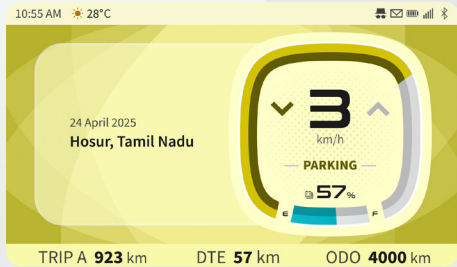 10:55 AM 28°C
24 April 2025
Hosur, Tamil Nadu
3
km/h
PARKING
57%
E F
TRIP A 923 km DTE 57 km ODO 4000 km